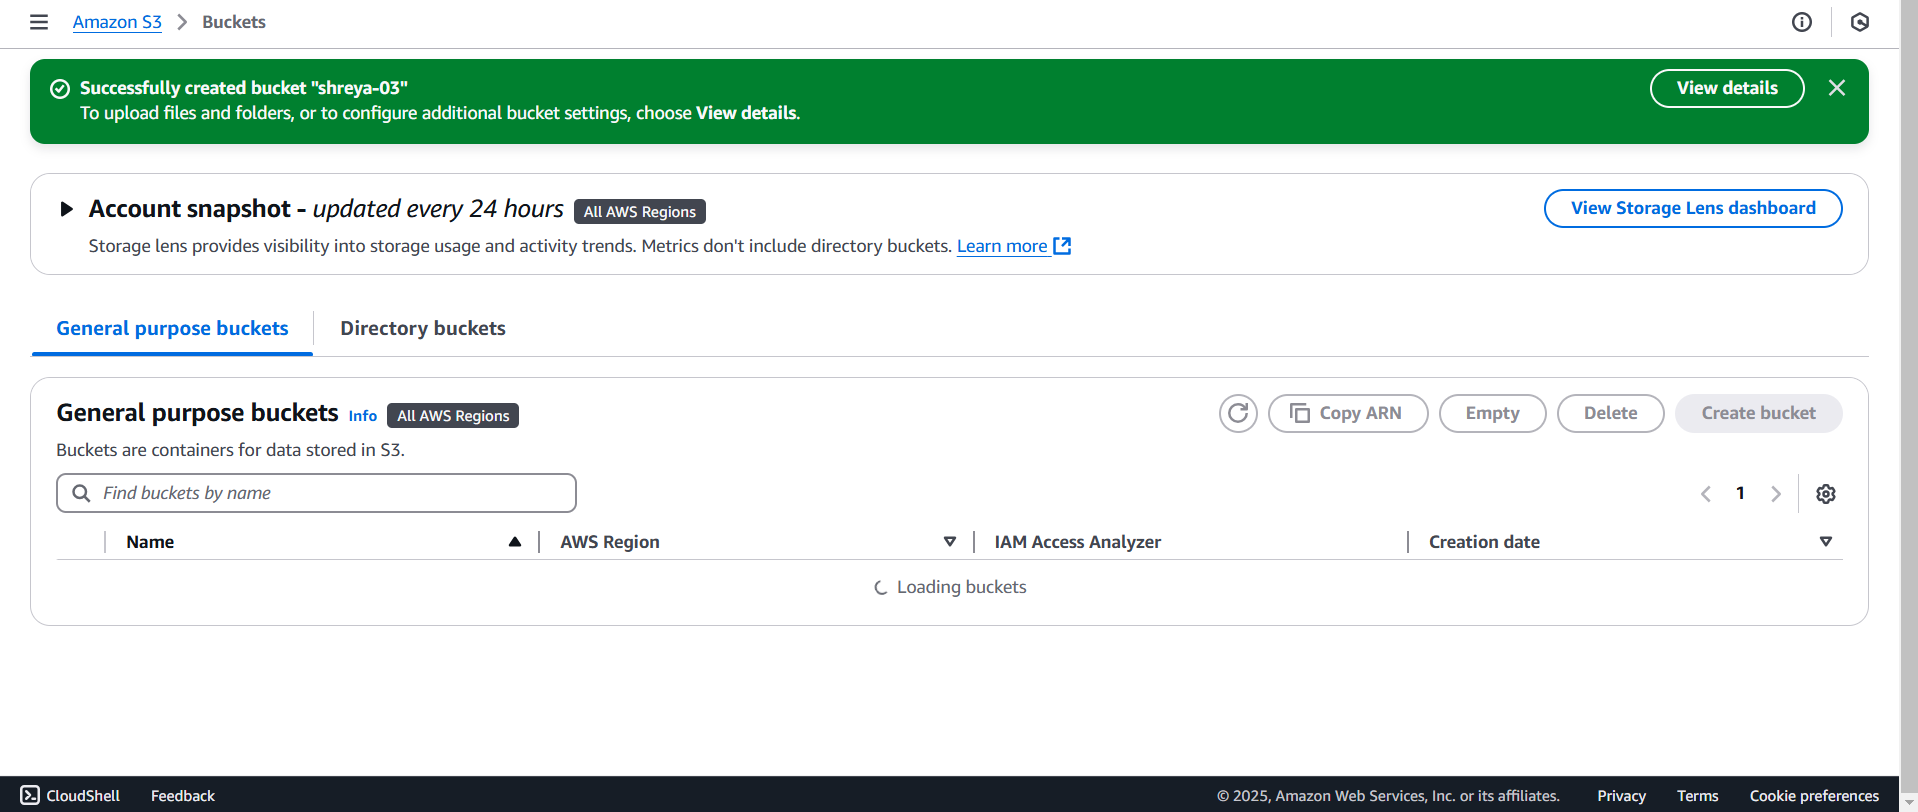 Amazon S3 > Buckets
Successfully created bucket "shreya-03"
To upload files and folders, or to configure additional bucket settings, choose View details.
View details
Account snapshot - updated every 24 hours All AWS Regions
View Storage Lens dashboard
Storage lens provides visibility into storage usage and activity trends. Metrics don't include directory buckets. Learn more
General purpose buckets Directory buckets
General purpose buckets Info All AWS Regions
Copy ARN Empty Delete Create bucket
Buckets are containers for data stored in S3.
Find buckets by name
1
Name AWS Region IAM Access Analyzer Creation date
Loading buckets
CloudShell Feedback © 2025, Amazon Web Services, Inc. or its affiliates. Privacy Terms Cookie preferences